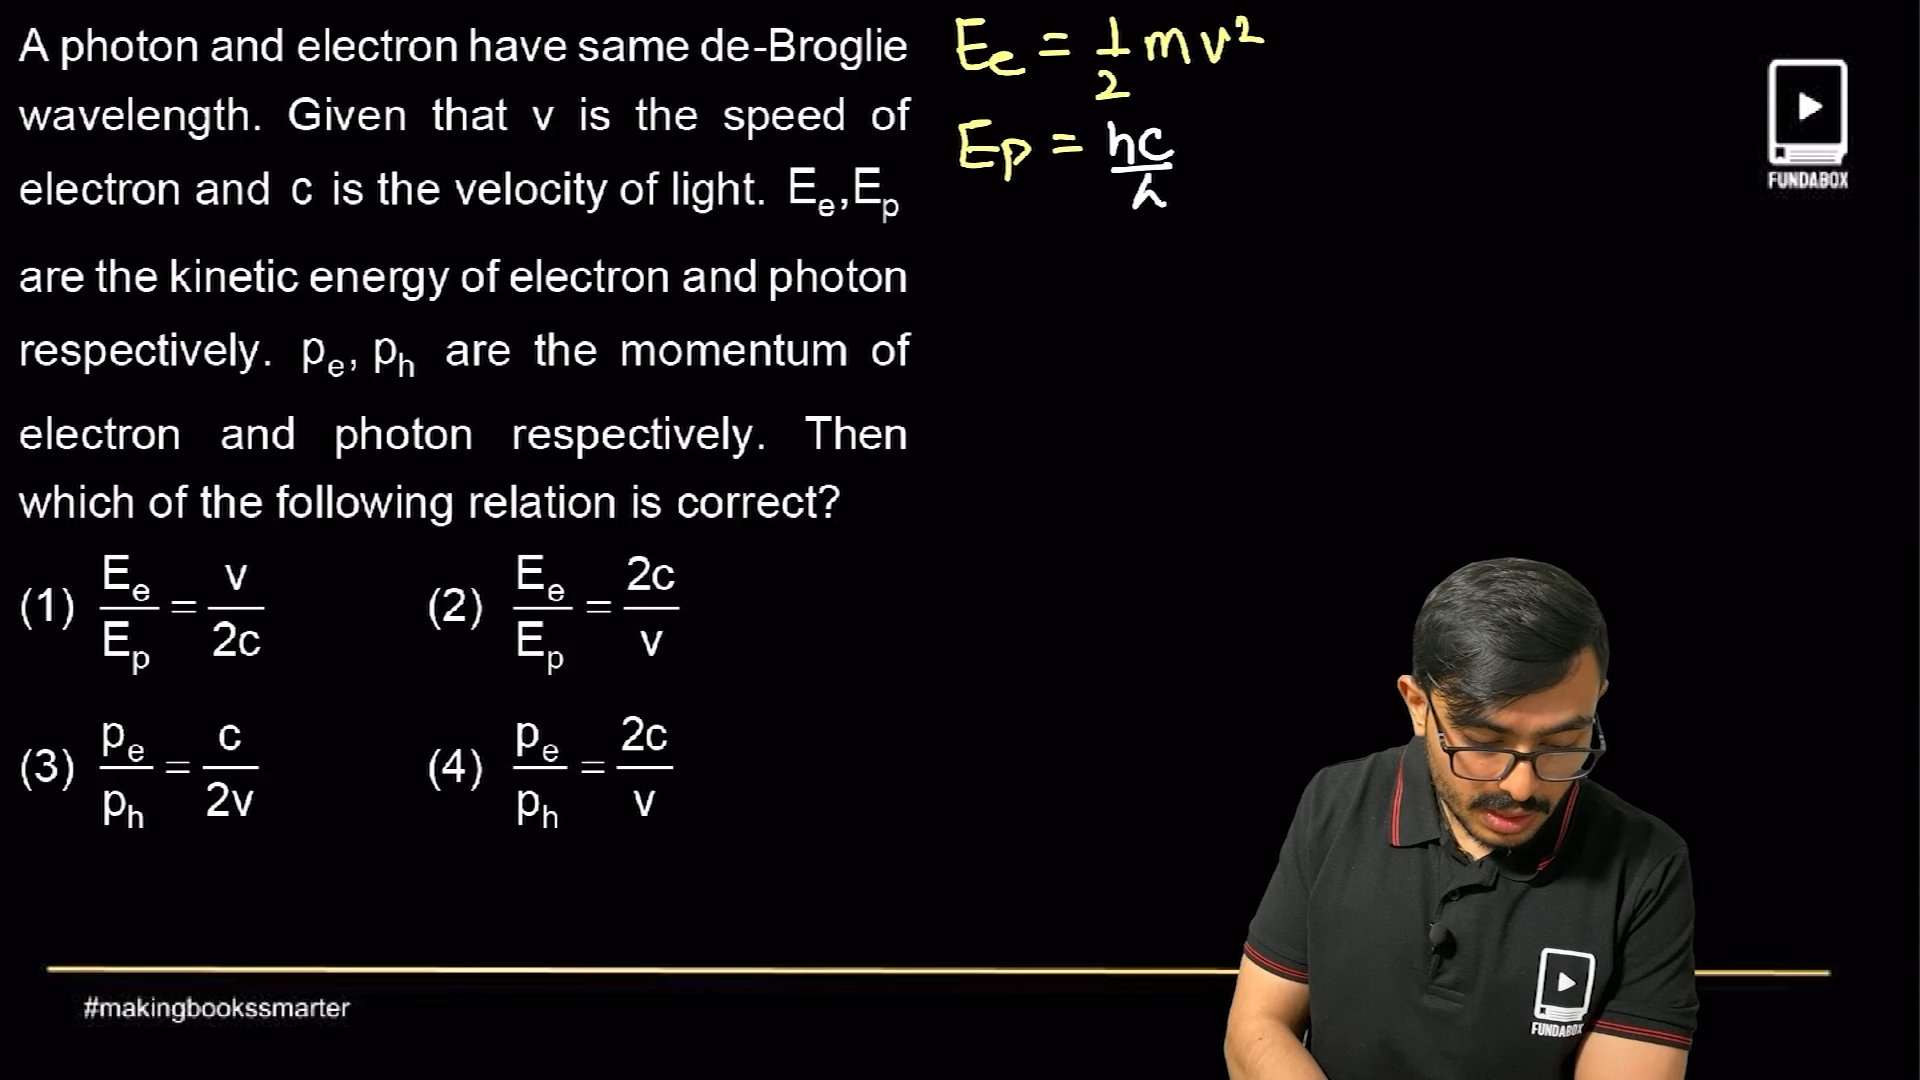 A photon and electron have same de-Broglie
wavelength. Given that v is the speed of
electron and c is the velocity of light. Eₑ,Eₚ
are the kinetic energy of electron and photon
respectively. pₑ, pₕ are the momentum of
electron and photon respectively. Then
which of the following relation is correct?
(1) Eₑ/Eₚ = v/2c (2) Eₑ/Eₚ = 2c/v
(3) pₑ/pₕ = c/2v (4) pₑ/pₕ = 2c/v
Eₑ = 1/2 mv²
Eₚ = hc/λ
FUNDABOX
FUNDABOX
#makingbookssmarter